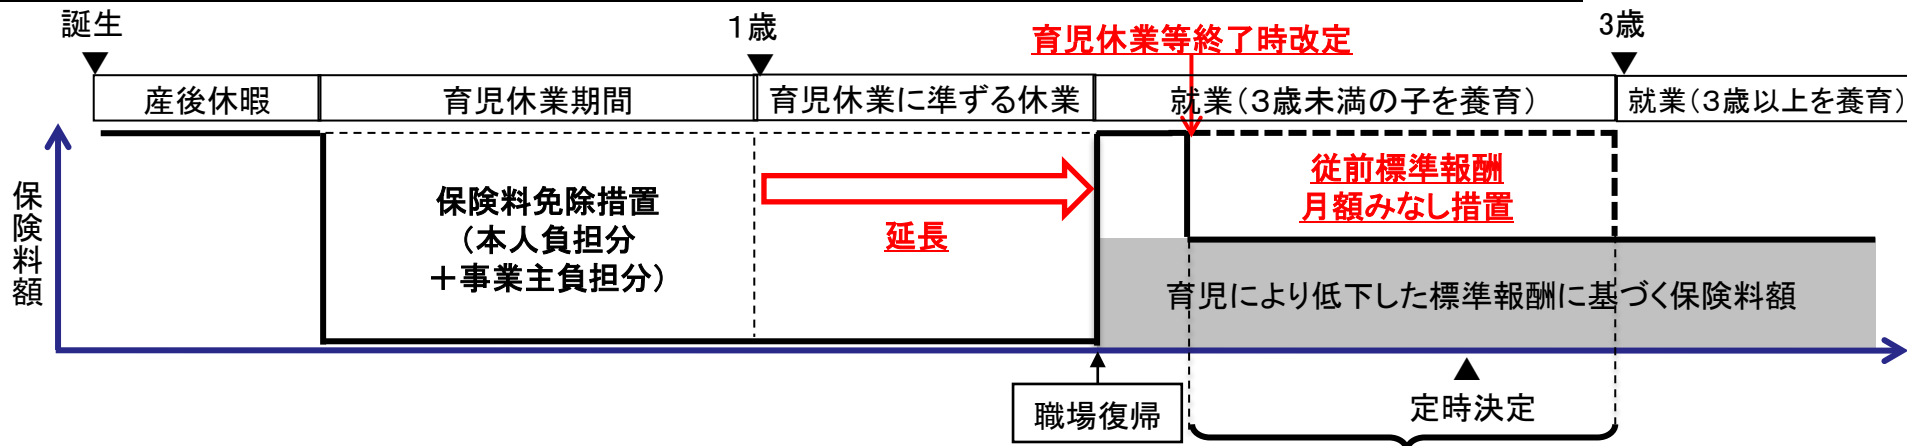 誕生
1歳
育児休業等終了時改定
3歳
産後休暇
育児休業期間
育児休業に準ずる休業
就業(3歳未満の子を養育)
就業(3歳以上を養育)
保険料額
保険料免除措置
(本人負担分
+事業主負担分)
延長
従前標準報酬
月額みなし措置
育児により低下した標準報酬に基づく保険料額
職場復帰
定時決定